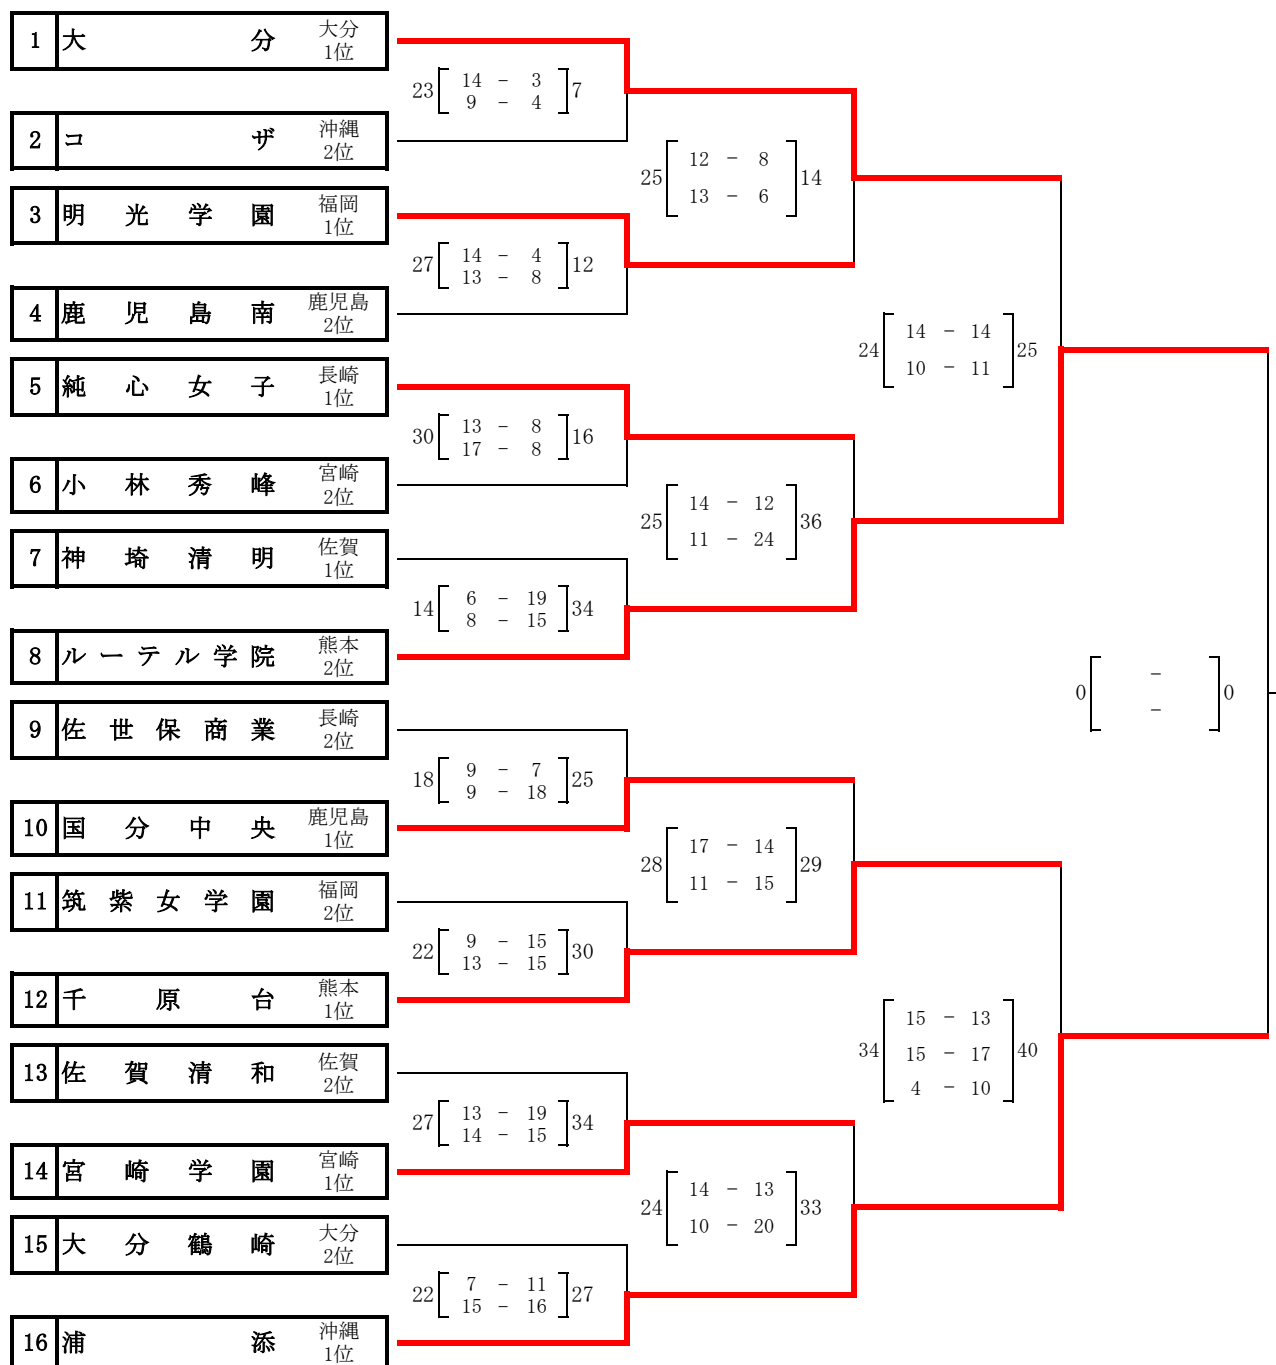 1 大分 大分 1位
23 14 - 3 7
9 - 4
2 コザ 沖縄 2位
25 12 - 8 14
13 - 6
3 明光学園 福岡 1位
27 14 - 4 12
13 - 8
4 鹿児島南 鹿児島 2位
24 14 - 14 25
10 - 11
5 純心女子 長崎 1位
30 13 - 8 16
17 - 8
6 小林秀峰 宮崎 2位
25 14 - 12 36
11 - 24
7 神埼清明 佐賀 1位
14 6 - 19 34
8 - 15
8 ルーテル学院 熊本 2位
0 - 0
-
9 佐世保商業 長崎 2位
18 9 - 7 25
9 - 18
10 国分中央 鹿児島 1位
28 17 - 14 29
11 - 15
11 筑紫女学園 福岡 2位
22 9 - 15 30
13 - 15
12 千原台 熊本 1位
34 15 - 13 40
15 - 17
4 - 10
13 佐賀清和 佐賀 2位
27 13 - 19 34
14 - 15
14 宮崎学園 宮崎 1位
24 14 - 13 33
10 - 20
15 大分鶴崎 大分 2位
22 7 - 11 27
15 - 16
16 浦添 沖縄 1位